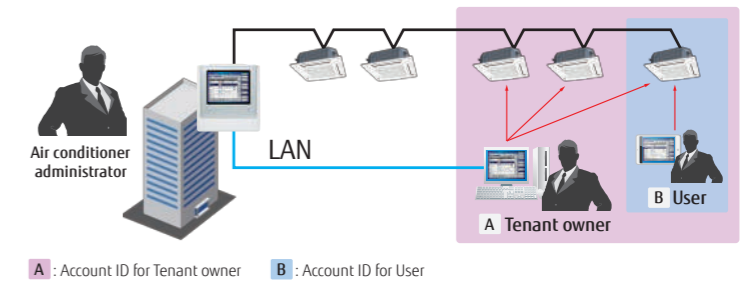 Air conditioner
administrator
LAN
B User
A Tenant owner
A : Account ID for Tenant owner
B : Account ID for User